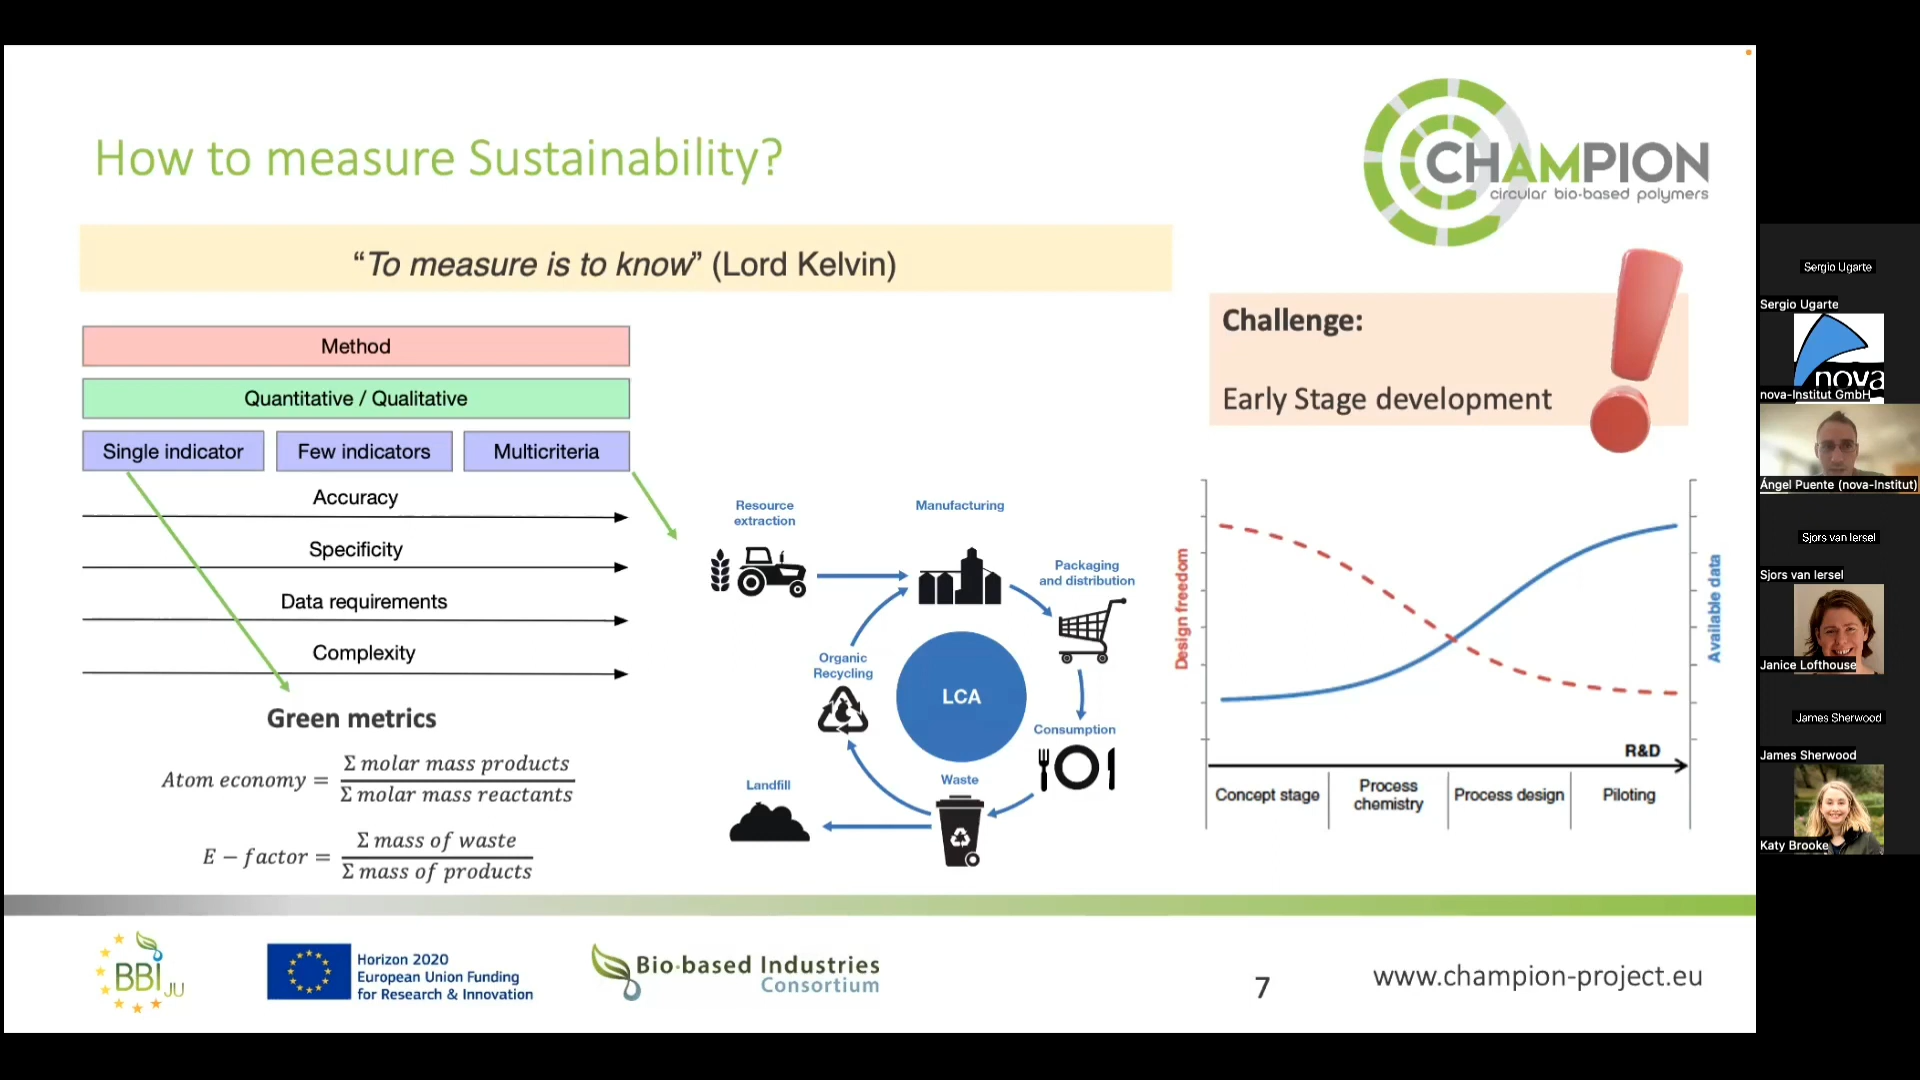 How to measure Sustainability?
CHAMPION
circular bio-based polymers
“To measure is to know” (Lord Kelvin)
Method
Quantitative / Qualitative
Single indicator
Few indicators
Multicriteria
Accuracy
Specificity
Data requirements
Complexity
Green metrics
Atom economy = Σ molar mass products / Σ molar mass reactants
E − factor = Σ mass of waste / Σ mass of products
Resource
extraction
Manufacturing
Packaging
and distribution
Organic
Recycling
LCA
Consumption
Waste
Landfill
Challenge:
Early Stage development
Design freedom
Available data
R&D
Concept stage
Process
chemistry
Process design
Piloting
BBI JU
Horizon 2020
European Union Funding
for Research & Innovation
Bio-based Industries
Consortium
7
www.champion-project.eu
Sergio Ugarte
Sergio Ugarte
nova
nova-Institut GmbH
Ángel Puente (nova-Institut)
Sjors van Iersel
Sjors van Iersel
Janice Lofthouse
James Sherwood
James Sherwood
Katy Brooke